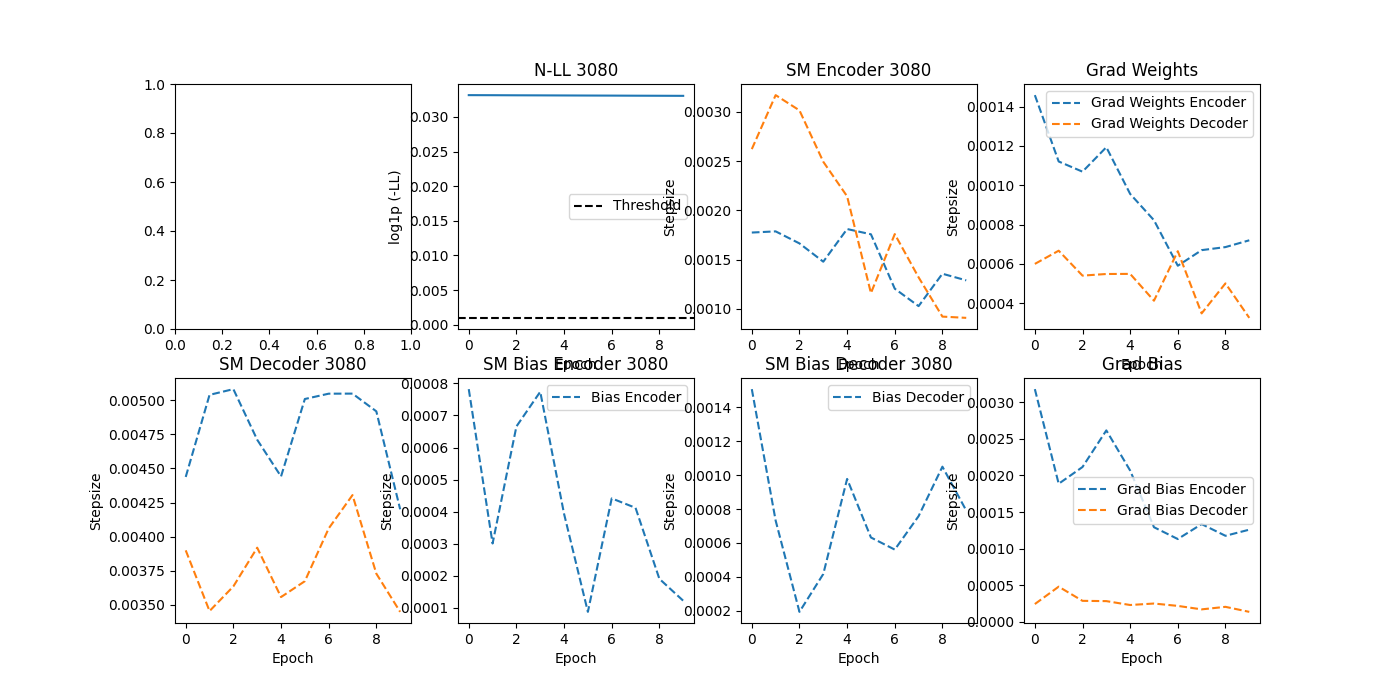 N-LL 3080
SM Encoder 3080
Grad Weights
1.0
0.8
0.6
0.4
0.2
0.0
0.0 0.2 0.4 0.6 0.8 1.0
log1p (-LL)
0.030
0.025
0.020
0.015
0.010
0.005
0.000
Threshold
0 2 4 6 8
Epoch
Stepsize
0.0030
0.0025
0.0020
0.0015
0.0010
0 2 4 6 8
Epoch
Stepsize
0.0014
0.0012
0.0010
0.0008
0.0006
0.0004
Grad Weights Encoder
Grad Weights Decoder
0 2 4 6 8
Epoch
SM Decoder 3080
Stepsize
0.00500
0.00475
0.00450
0.00425
0.00400
0.00375
0.00350
0 2 4 6 8
Epoch
SM Bias Encoder 3080
Stepsize
0.0008
0.0007
0.0006
0.0005
0.0004
0.0003
0.0002
0.0001
Bias Encoder
0 2 4 6 8
Epoch
SM Bias Decoder 3080
Stepsize
0.0014
0.0012
0.0010
0.0008
0.0006
0.0004
0.0002
Bias Decoder
0 2 4 6 8
Epoch
Grad Bias
Stepsize
0.0030
0.0025
0.0020
0.0015
0.0010
0.0005
0.0000
Grad Bias Encoder
Grad Bias Decoder
0 2 4 6 8
Epoch